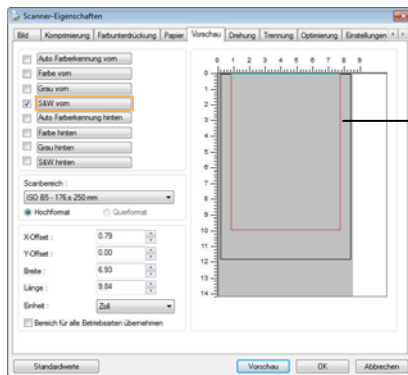 Scanner-Eigenschaften
Bild Komprimierung Farbunterdrückung Papier Vorschau Drehung Trennung Optimierung Einstellungen
Auto Farberkennung vorn
Farbe vorn
Grau vorn
S&W vorn
Auto Farberkennung hinten
Farbe hinten
Grau hinten
S&W hinten
Scanbereich :
ISO B5 - 176 x 250 mm
Hochformat Querformat
X-Offset : 0.79
Y-Offset : 0.00
Breite : 6.93
Länge : 9.84
Einheit : Zoll
Bereich für alle Betriebsarten übernehmen
0 1 2 3 4 5 6 7 8 9
0
1
2
3
4
5
6
7
8
9
10
11
12
13
14
Standardwerte Vorschau OK Abbrechen